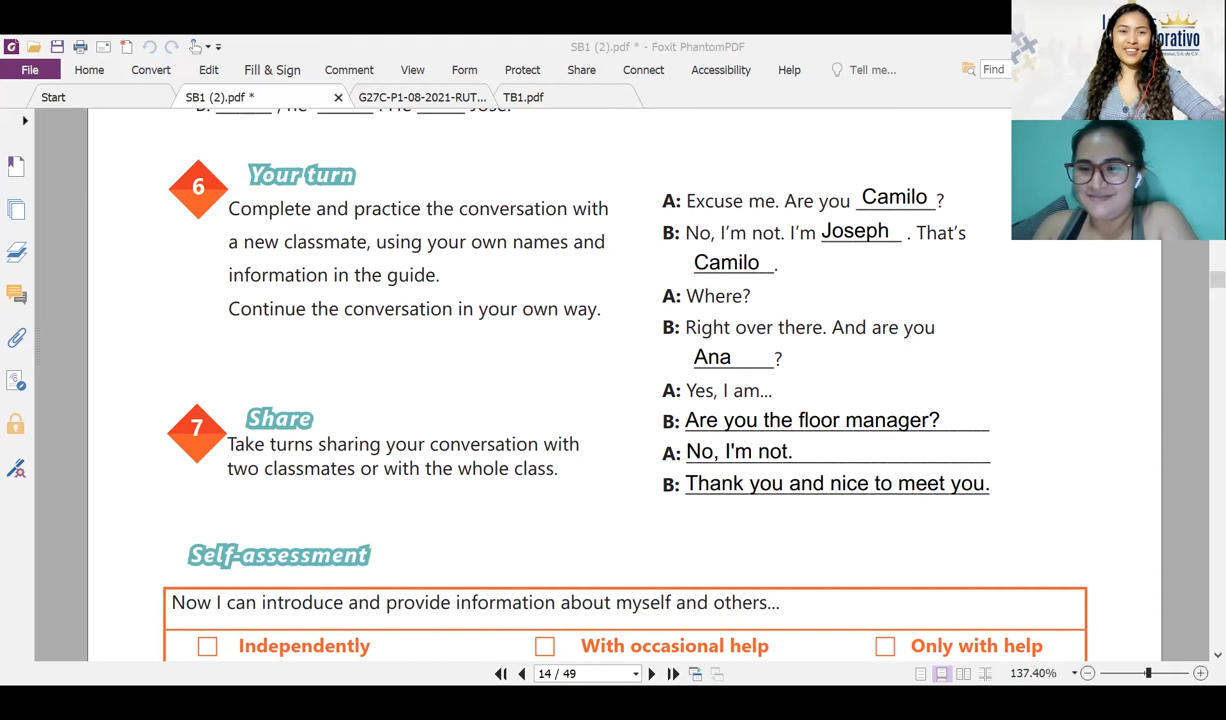 SB1 (2).pdf * - Foxit PhantomPDF
File Home Convert Edit Fill & Sign Comment View Form Protect Share Connect Accessibility Help Tell me... Find
Start SB1 (2).pdf * G27C-P1-08-2021-RUT... TB1.pdf
6 Your turn
Complete and practice the conversation with
a new classmate, using your own names and
information in the guide.
Continue the conversation in your own way.
A: Excuse me. Are you Camilo ?
B: No, I'm not. I'm Joseph . That's
Camilo .
A: Where?
B: Right over there. And are you
Ana ?
A: Yes, I am...
B: Are you the floor manager?
A: No, I'm not.
B: Thank you and nice to meet you.
7 Share
Take turns sharing your conversation with
two classmates or with the whole class.
Self-assessment
Now I can introduce and provide information about myself and others...
Independently With occasional help Only with help
14 / 49 137.40%